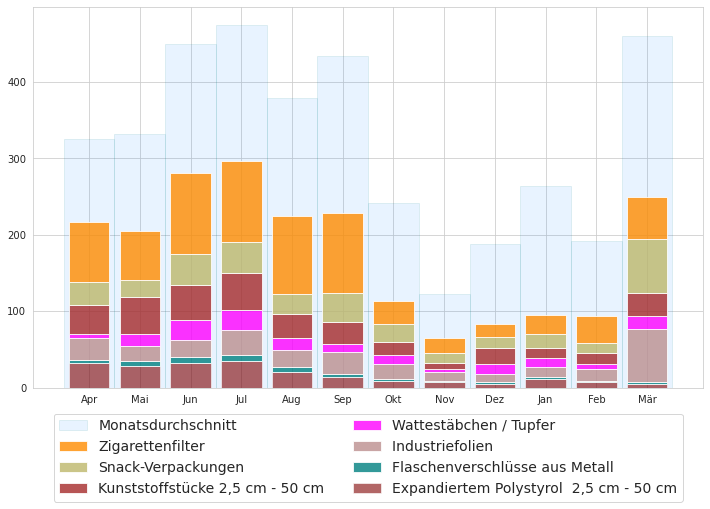 400
300
200
100
0
Apr Mai Jun Jul Aug Sep Okt Nov Dez Jan Feb Mär
Monatsdurchschnitt
Zigarettenfilter
Snack-Verpackungen
Kunststoffstücke 2,5 cm - 50 cm
Wattestäbchen / Tupfer
Industriefolien
Flaschenverschlüsse aus Metall
Expandiertem Polystyrol  2,5 cm - 50 cm